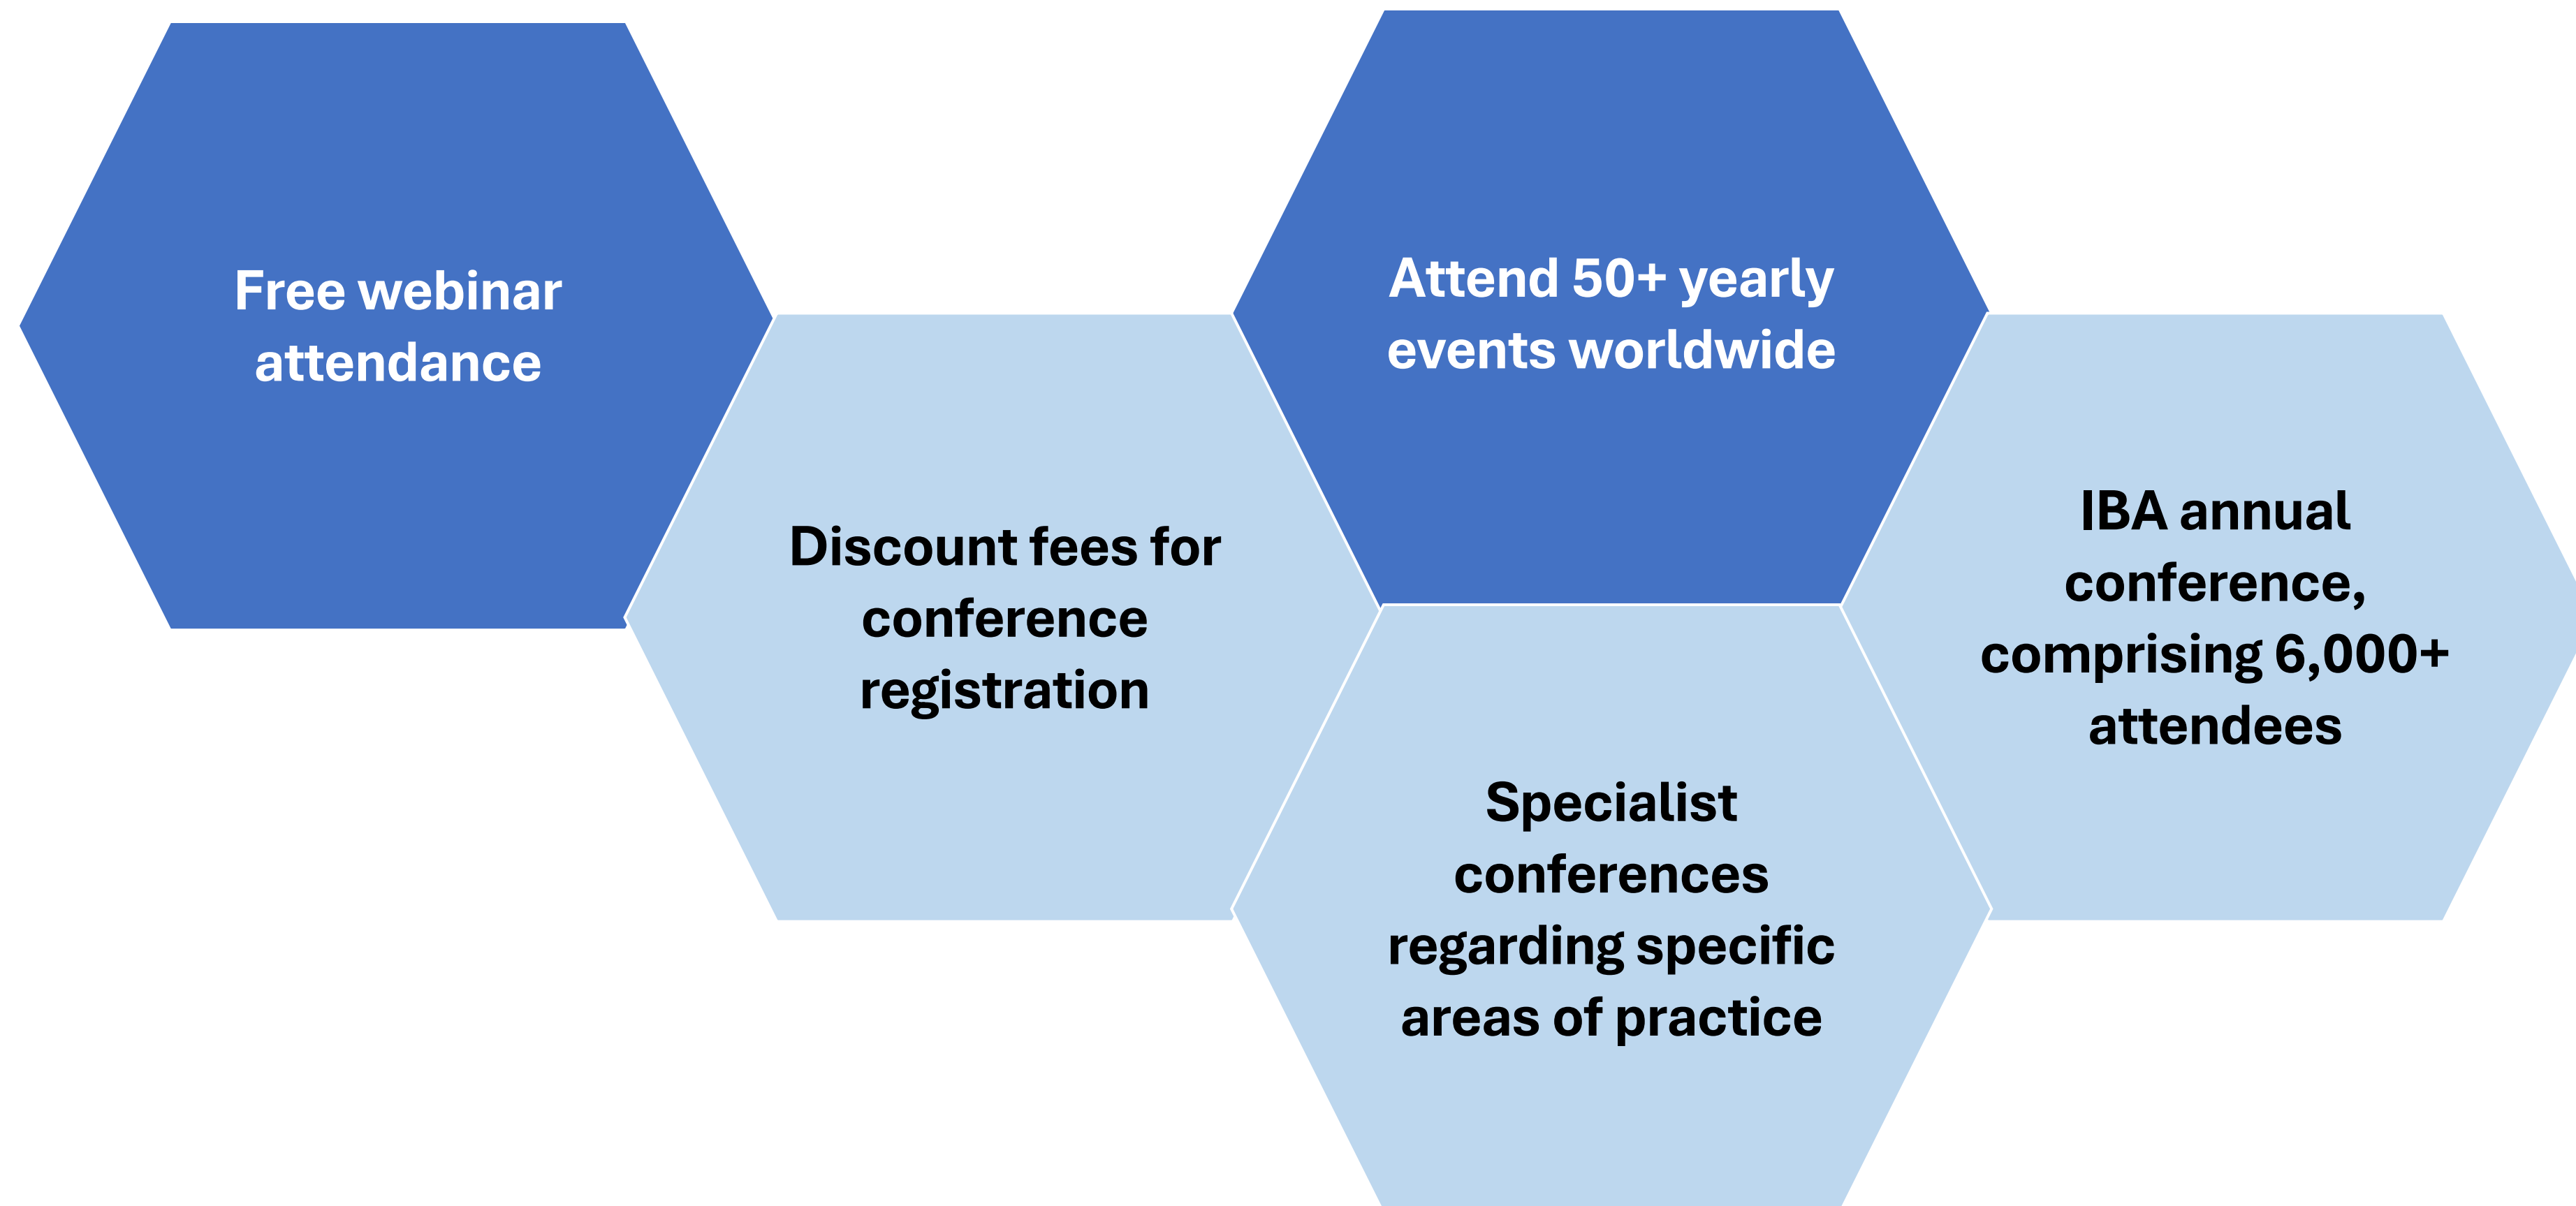 Free webinar
attendance
Discount fees for
conference
registration
Attend 50+ yearly
events worldwide
Specialist
conferences
regarding specific
areas of practice
IBA annual
conference,
comprising 6,000+
attendees